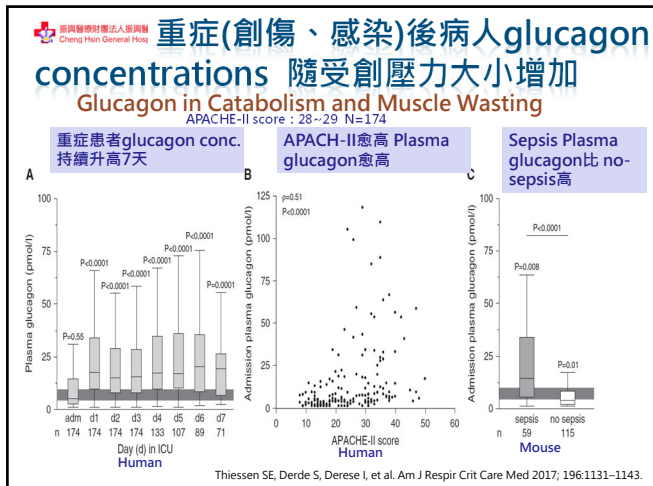 振興醫療財團法人振興醫
Cheng Hsin General Hosp
重症(創傷、感染)後病人glucagon
concentrations 隨受創壓力大小增加
Glucagon in Catabolism and Muscle Wasting
APACHE-II score : 28~29 N=174
重症患者glucagon conc.
持續升高7天
APACH-II愈高 Plasma
glucagon愈高
Sepsis Plasma
glucagon比 no-
sepsis高
A
Plasma glucagon (pmol/l)
100
75
50
25
0
P=0.55
P<0.0001
P<0.0001
P<0.0001
P<0.0001
P<0.0001
P<0.0001
P=0.0001
adm d1 d2 d3 d4 d5 d6 d7
n 174 174 174 174 133 107 89 71
Day (d) in ICU
Human
B
Admission plasma glucagon (pmol/l)
125
100
75
50
25
0
ρ=0.51
P<0.0001
0 10 20 30 40 50 60
APACHE-II score
Human
C
Admission plasma glucagon (pmol/l)
100
75
50
25
0
P<0.0001
P=0.008
P=0.01
sepsis no sepsis
n 59 115
Mouse
Thiessen SE, Derde S, Derese I, et al. Am J Respir Crit Care Med 2017; 196:1131–1143.